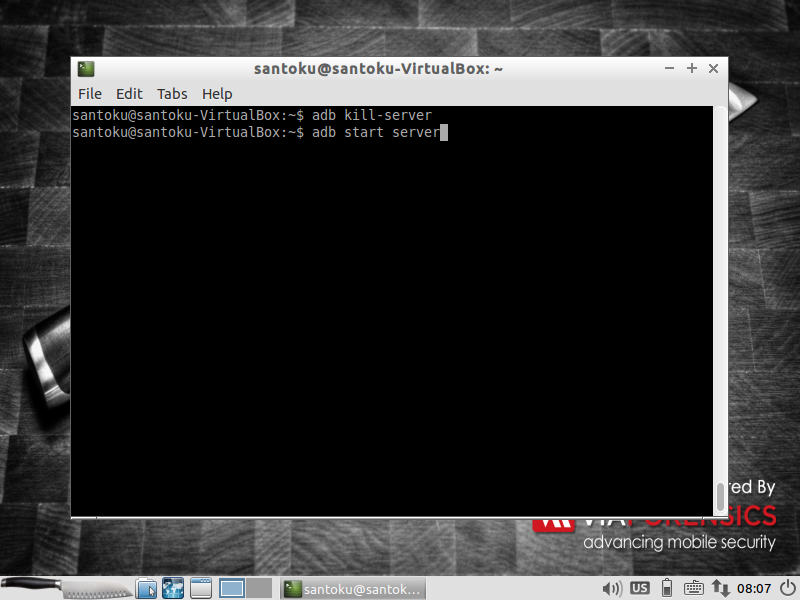 santoku@santoku-VirtualBox: ~
File Edit Tabs Help
santoku@santoku-VirtualBox:~$ adb kill-server
santoku@santoku-VirtualBox:~$ adb start server
red By
VIAFORENSICS
advancing mobile security
santoku@santok...
US
08:07